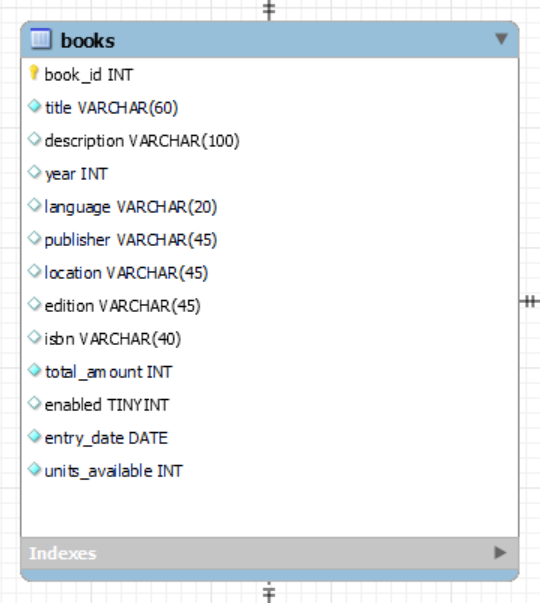 books
book_id INT
title VARCHAR(60)
description VARCHAR(100)
year INT
language VARCHAR(20)
publisher VARCHAR(45)
location VARCHAR(45)
edition VARCHAR(45)
isbn VARCHAR(40)
total_amount INT
enabled TINYINT
entry_date DATE
units_available INT
Indexes